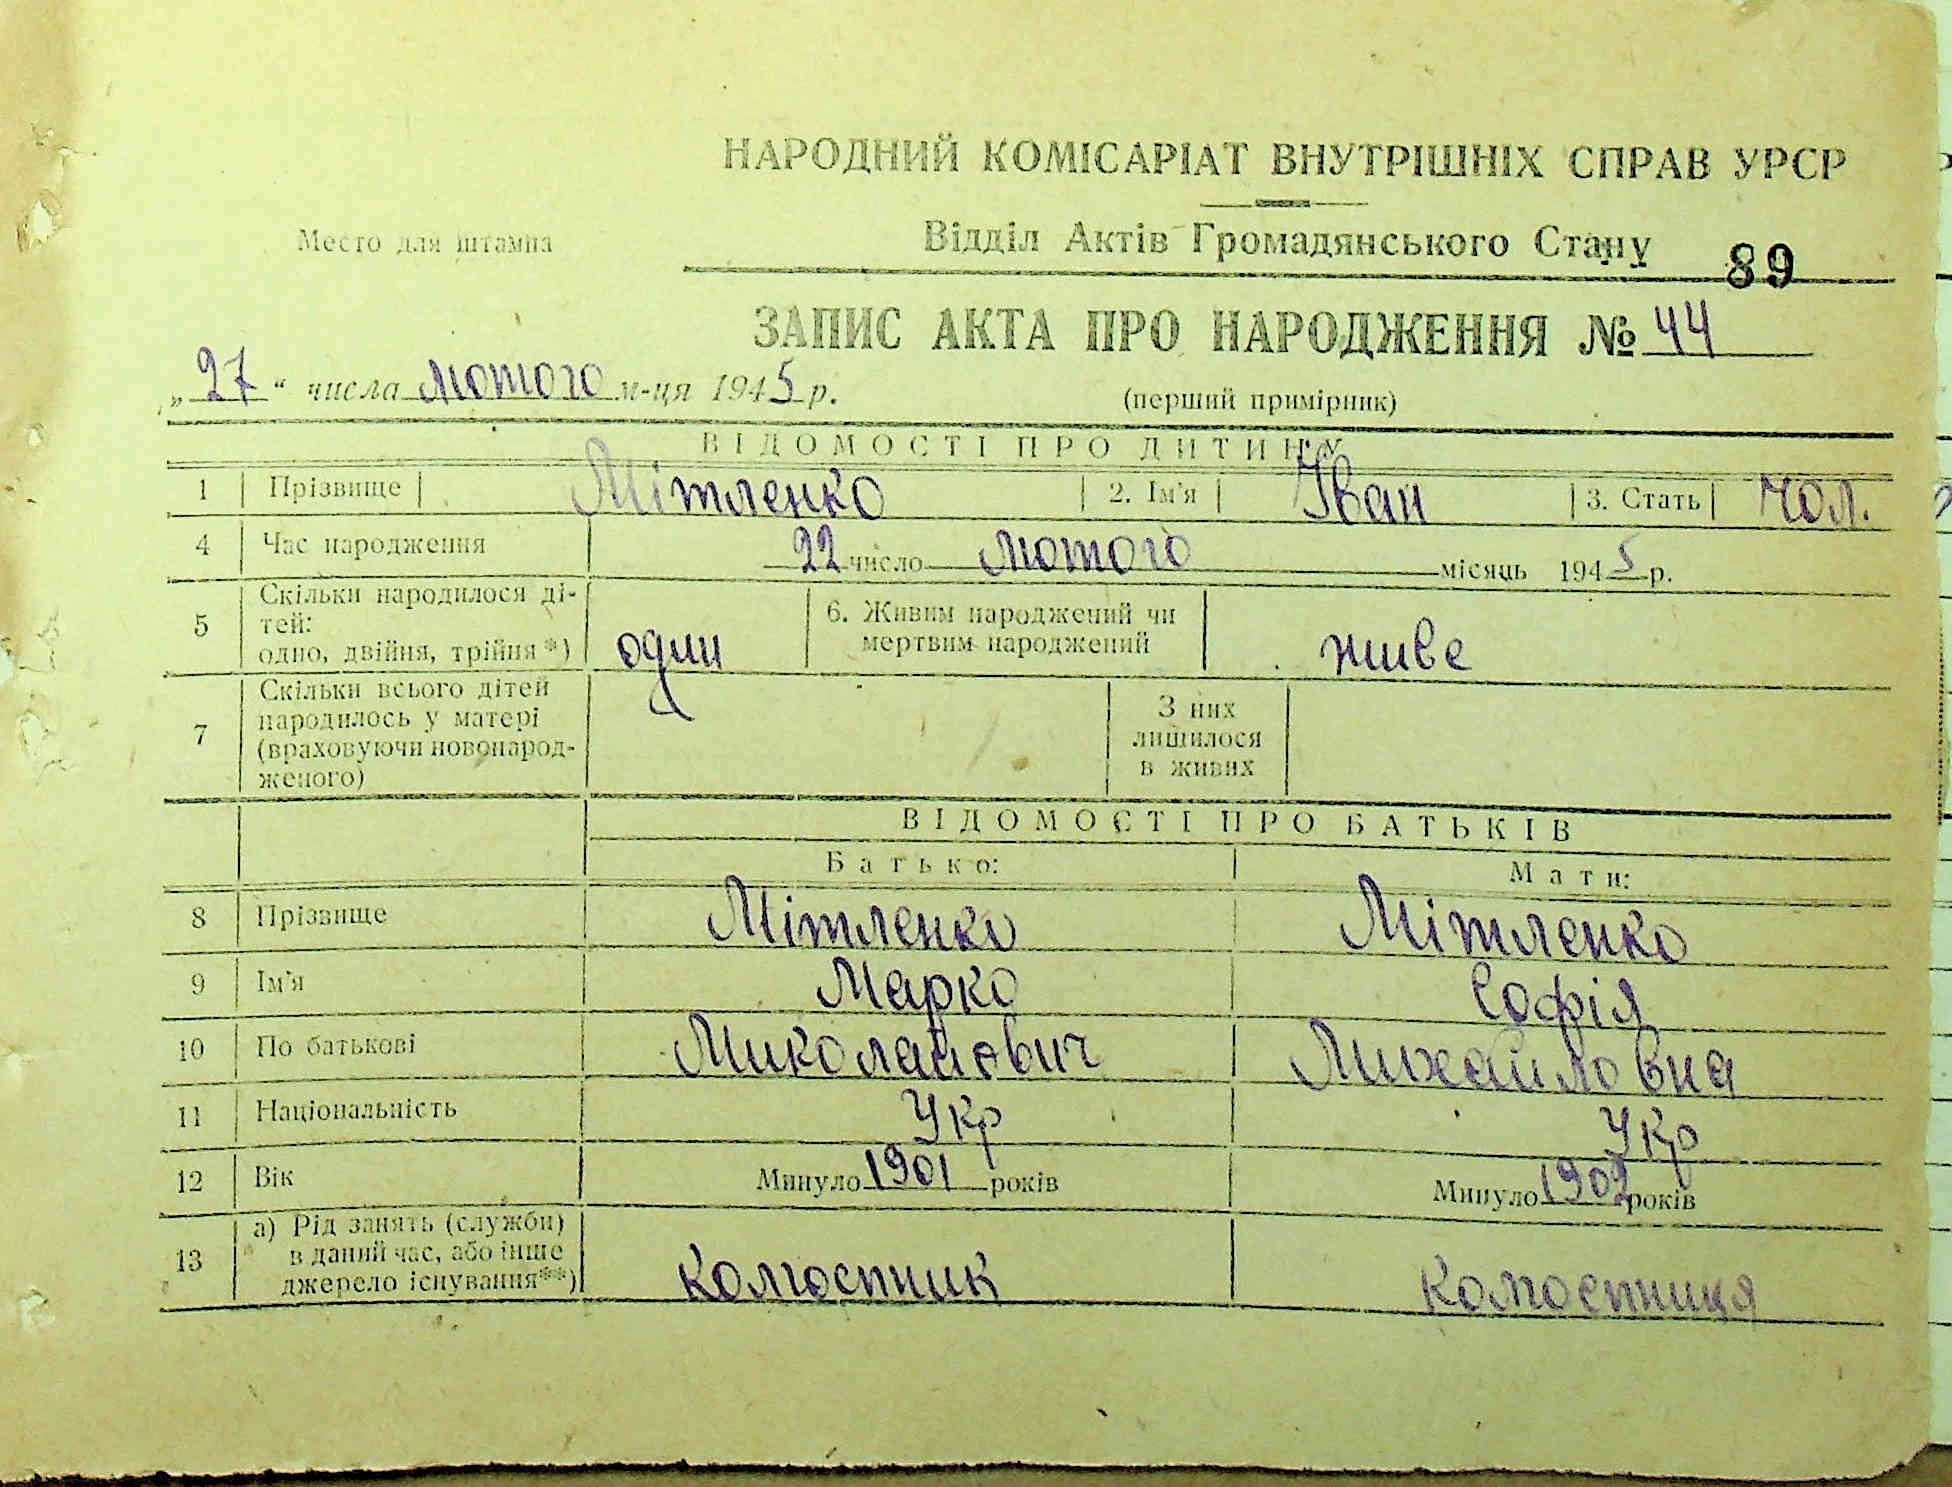 НАРОДНИЙ КОМІСАРІАТ ВНУТРІШНІХ СПРАВ УРСР
Место для штампа
Відділ Актів Громадянського Стану
89
ЗАПИС АКТА ПРО НАРОДЖЕННЯ № 44
„27“ числа лютого м-ця 1945 р.
(перший примірник)
ВІДОМОСТІ ПРО ДИТИНУ
1 Прізвище Мітленко 2. Ім'я Іван 3. Стать чол.
4 Час народження 22 число лютого місяць 1945 р.
5 Скільки народилося ді-
тей:
одно, двійня, трійня*) один
6. Живим народжений чи
мертвим народжений живе
7 Скільки всього дітей
народилось у матері
(враховуючи новонарод-
женого)
З них
лишилося
в живих
ВІДОМОСТІ ПРО БАТЬКІВ
Батько: Мати:
8 Прізвище Мітленко Мітленко
9 Ім'я Марко Софія
10 По батькові Миколайович Михайловна
11 Національність Укр Укр
12 Вік Минуло 1901 років Минуло 1902 років
13 а) Рід занять (служби)
в даний час, або інше
джерело існування**) колгоспник колгоспниця